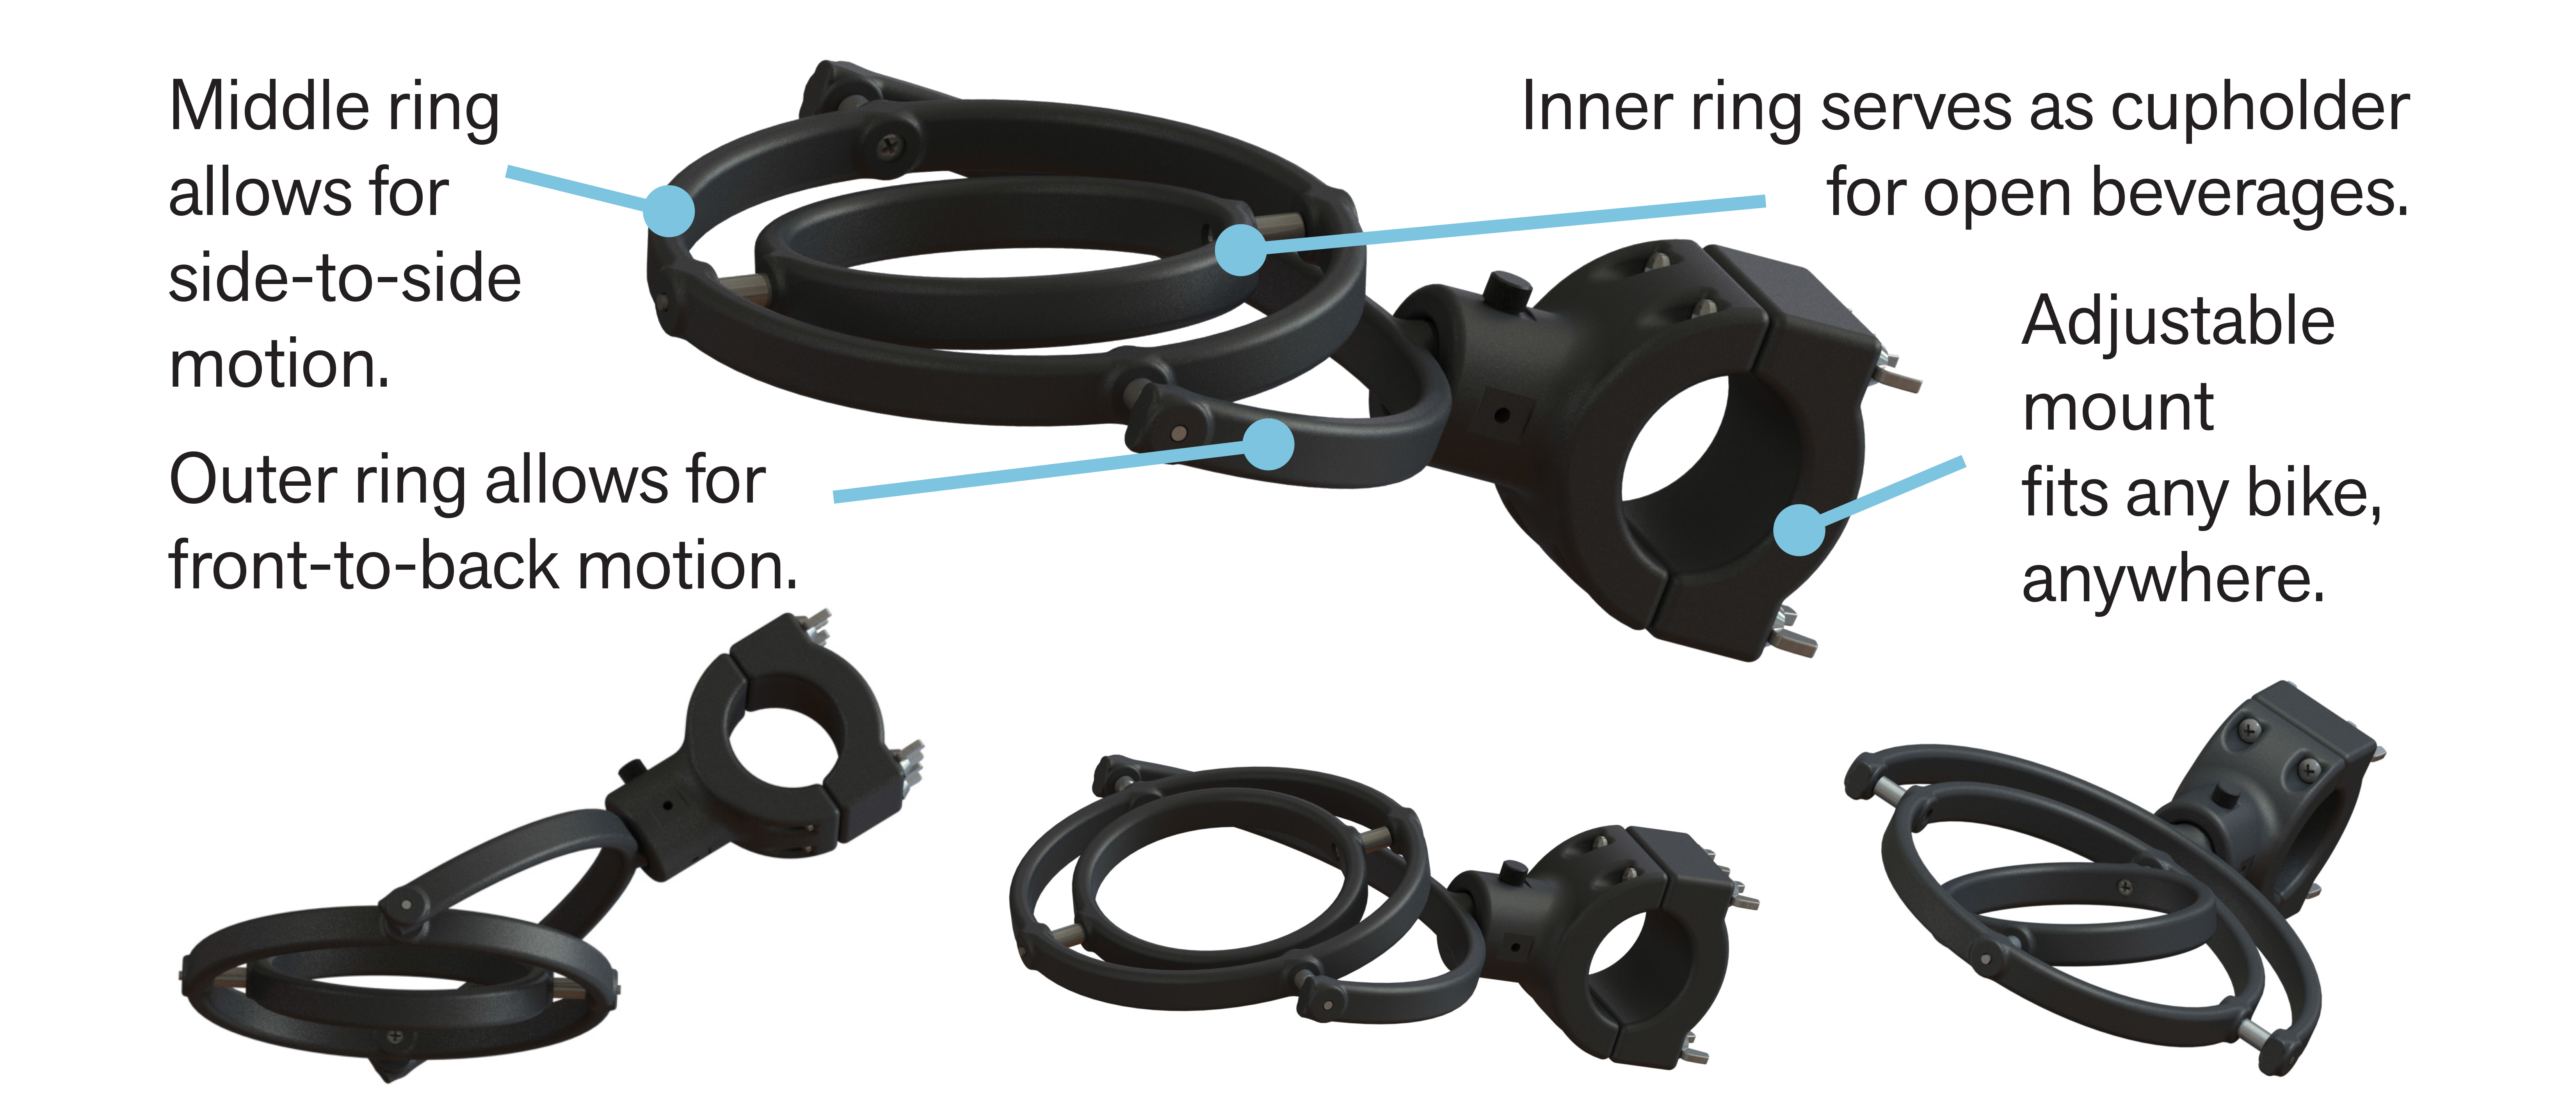 Middle ring
allows for
side-to-side
motion.
Outer ring allows for
front-to-back motion.
Inner ring serves as cupholder
for open beverages.
Adjustable
mount
fits any bike,
anywhere.